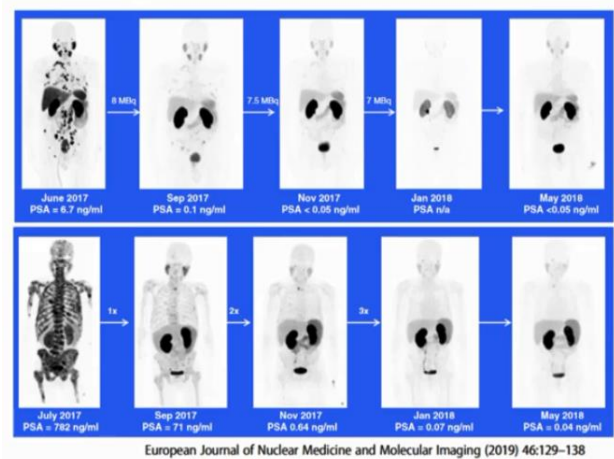 8 MBq
7.5 MBq
7 MBq
June 2017
PSA = 6.7 ng/ml
Sep 2017
PSA = 0.1 ng/ml
Nov 2017
PSA < 0.05 ng/ml
Jan 2018
PSA n/a
May 2018
PSA <0.05 ng/ml
1x
2x
3x
July 2017
PSA = 782 ng/ml
Sep 2017
PSA = 71 ng/ml
Nov 2017
PSA 0.64 ng/ml
Jan 2018
PSA = 0.07 ng/ml
May 2018
PSA = 0.04 ng/ml
European Journal of Nuclear Medicine and Molecular Imaging (2019) 46:129–138